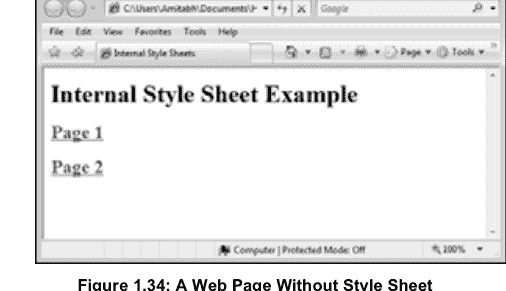 C:\Users\Amitabh\Documents\H
Google
File Edit View Favorites Tools Help
Internal Style Sheets
Page Tools
Internal Style Sheet Example
Page 1
Page 2
Computer | Protected Mode: Off
100%
Figure 1.34: A Web Page Without Style Sheet